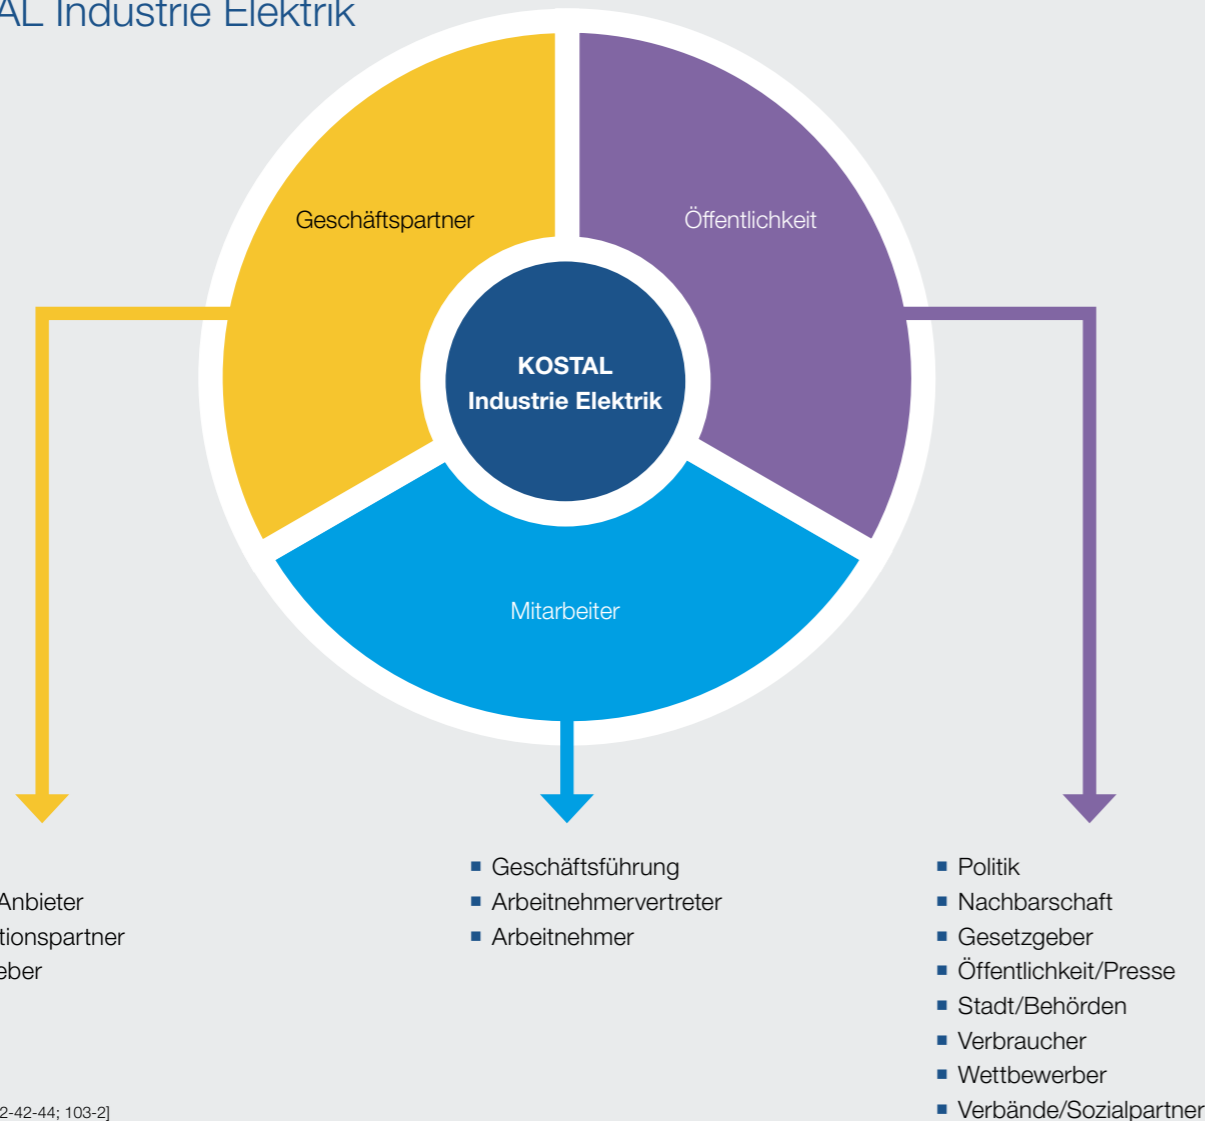 AL Industrie Elektrik
Geschäftspartner
Öffentlichkeit
KOSTAL
Industrie Elektrik
Mitarbeiter
Anbieter
tionspartner
eber
■ Geschäftsführung
■ Arbeitnehmervertreter
■ Arbeitnehmer
■ Politik
■ Nachbarschaft
■ Gesetzgeber
■ Öffentlichkeit/Presse
■ Stadt/Behörden
■ Verbraucher
■ Wettbewerber
■ Verbände/Sozialpartner
2-42-44; 103-2]